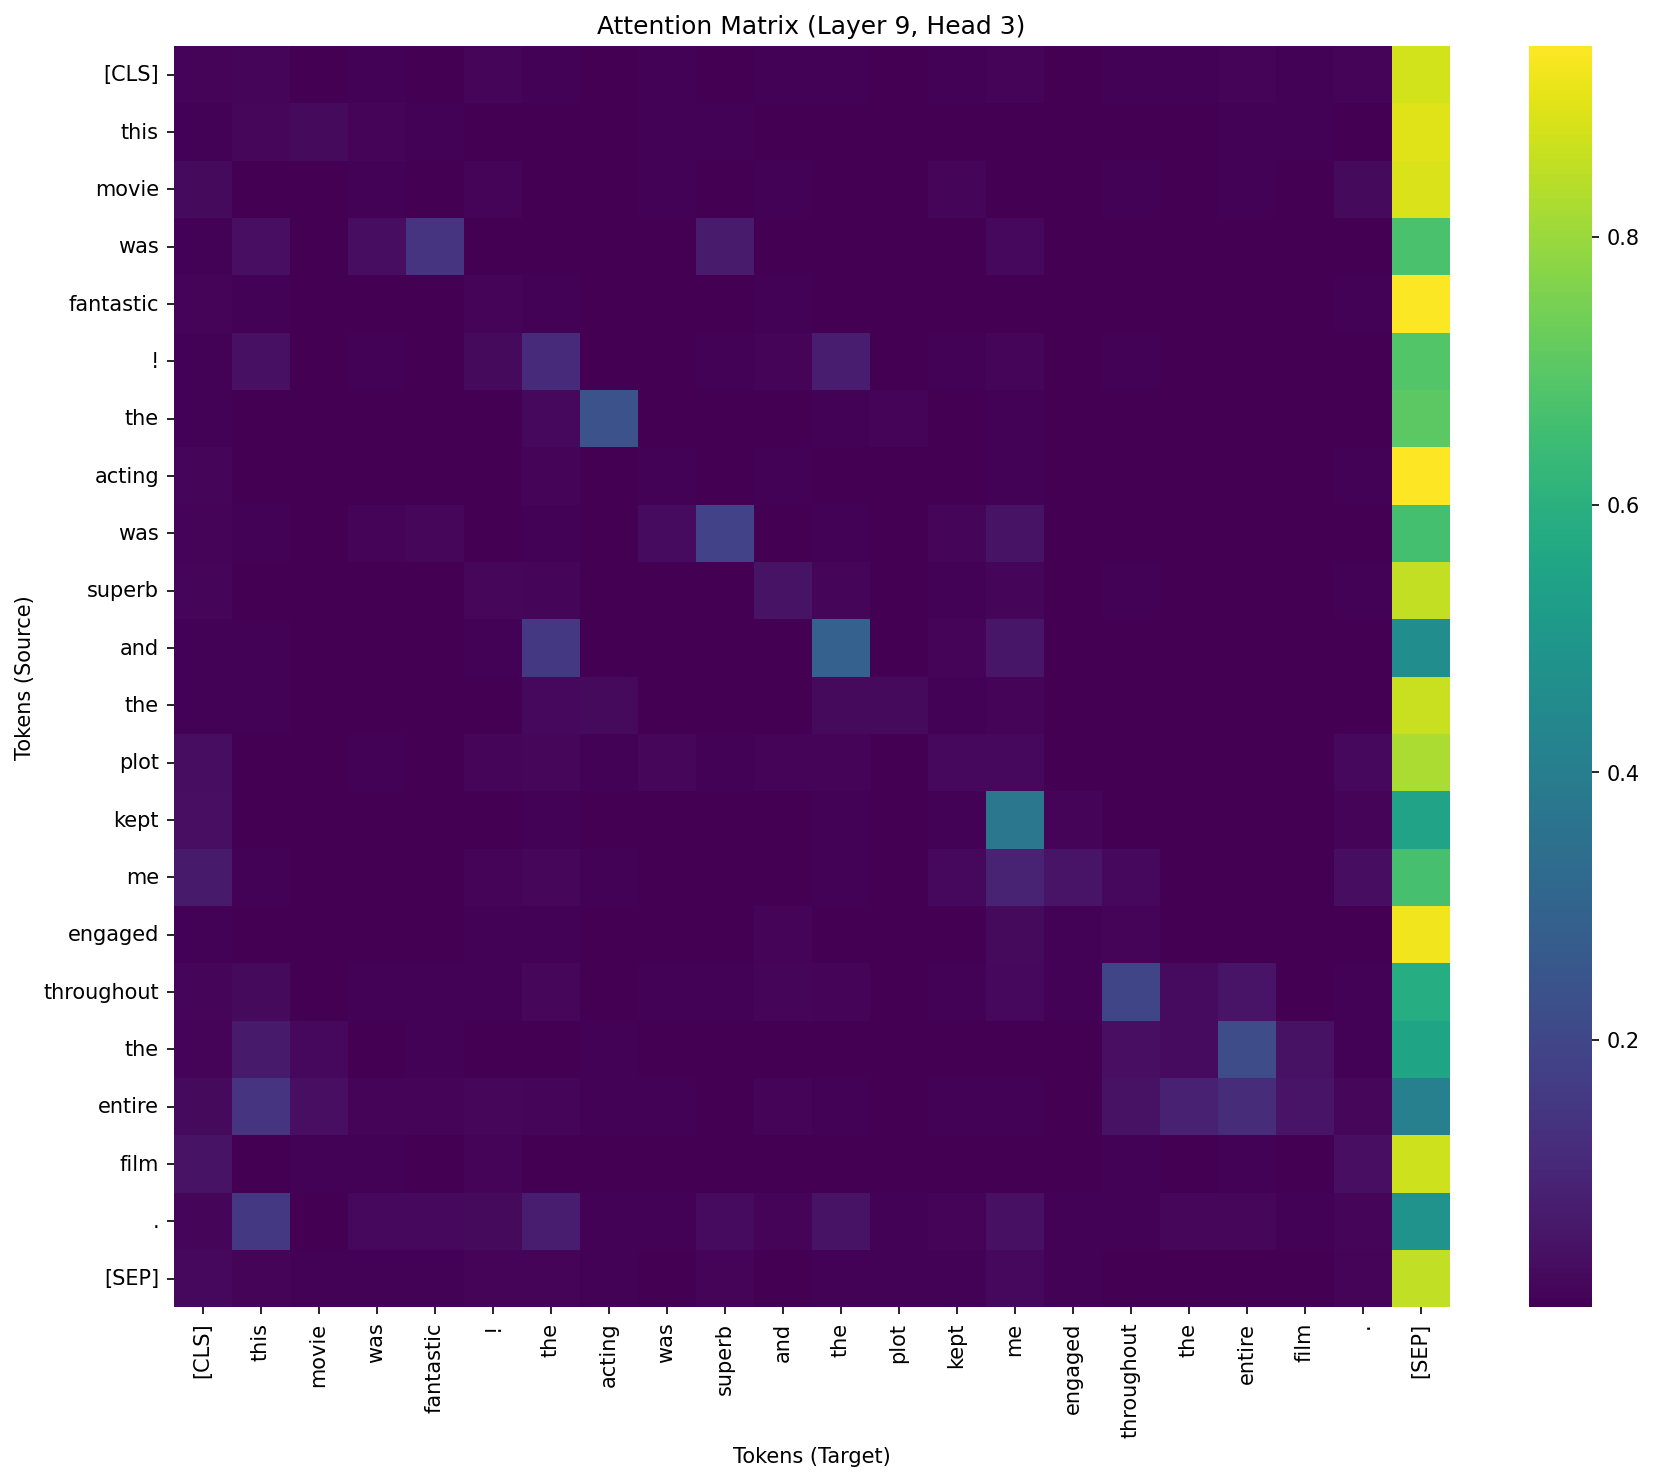 Attention Matrix (Layer 9, Head 3)
Tokens (Source)
[CLS]
this
movie
was
fantastic
!
the
acting
was
superb
and
the
plot
kept
me
engaged
throughout
the
entire
film
.
[SEP]
[CLS]
this
movie
was
fantastic
!
the
acting
was
superb
and
the
plot
kept
me
engaged
throughout
the
entire
film
.
[SEP]
Tokens (Target)
0.8
0.6
0.4
0.2